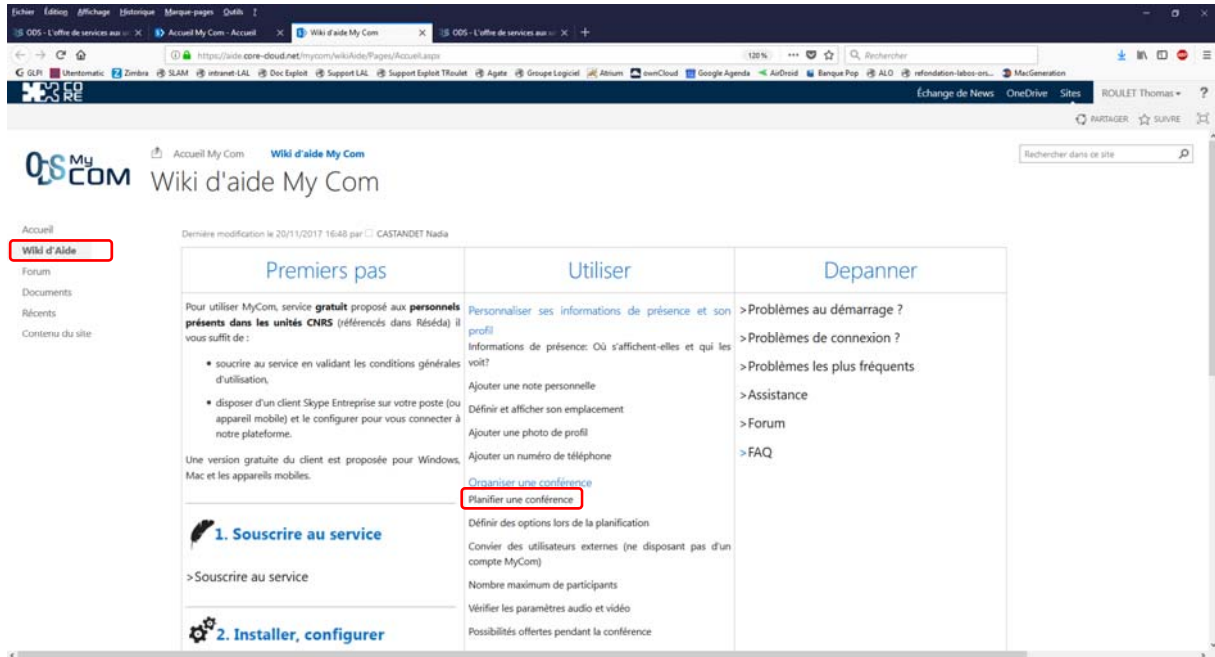 Fichier Édition Affichage Historique Marque-pages Outils ?
ODS - L'offre de services aux
Accueil My Com - Accueil
Wiki d'aide My Com
ODS - L'offre de services aux
https://aide.core-cloud.net/mycom/wikiAide/Pages/Accueil.aspx
120 %
Rechercher
GLPI Utentomatic Zimbra SLAM intranet-LAL Doc Exploit Support LAL Support Exploit TRoulet Agate Groupe Logiciel Atrium ownCloud Google Agenda AirDroid Banque Pop ALO refondation-labos-ors... MacGeneration
CORE
Échange de News OneDrive Sites ROULET Thomas ?
PARTAGER SUIVRE
ODS My COM
Accueil My Com Wiki d'aide My Com
Rechercher dans ce site
Wiki d'aide My Com
Accueil
Wiki d'Aide
Forum
Documents
Récents
Contenu du site
Dernière modification le 20/11/2017 16:48 par CASTANDET Nadia
Premiers pas
Pour utiliser MyCom, service gratuit proposé aux personnels
présents dans les unités CNRS (référencés dans Réséda) il
vous suffit de :
• soucrire au service en validant les conditions générales
d'utilisation,
• disposer d'un client Skype Entreprise sur votre poste (ou
appareil mobile) et le configurer pour vous connecter à
notre plateforme.
Une version gratuite du client est proposée pour Windows,
Mac et les appareils mobiles.
1. Souscrire au service
>Souscrire au service
2. Installer, configurer
Utiliser
Personnaliser ses informations de présence et son
profil
Informations de présence: Où s'affichent-elles et qui les
voit?
Ajouter une note personnelle
Définir et afficher son emplacement
Ajouter une photo de profil
Ajouter un numéro de téléphone
Organiser une conférence
Planifier une conférence
Définir des options lors de la planification
Convier des utilisateurs externes (ne disposant pas d'un
compte MyCom)
Nombre maximum de participants
Vérifier les paramètres audio et vidéo
Possibilités offertes pendant la conférence
Depanner
>Problèmes au démarrage ?
>Problèmes de connexion ?
>Problèmes les plus fréquents
>Assistance
>Forum
>FAQ